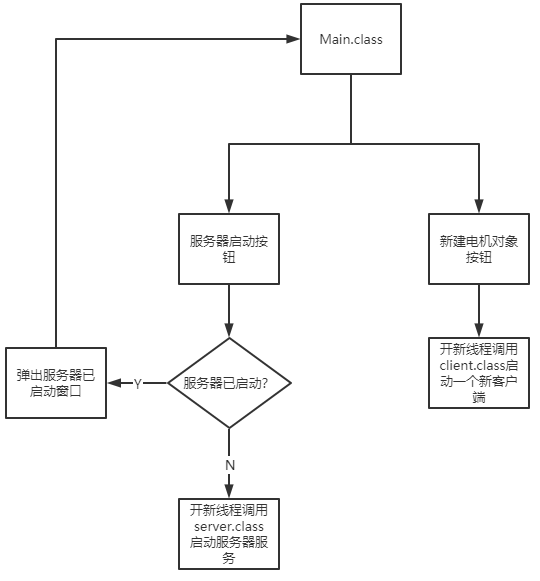 Main.class
服务器启动按
钮
新建电机对象
按钮
弹出服务器已
启动窗口
Y
服务器已启动?
开新线程调用
client.class启
动一个新客户
端
N
开新线程调用
server.class
启动服务器服
务